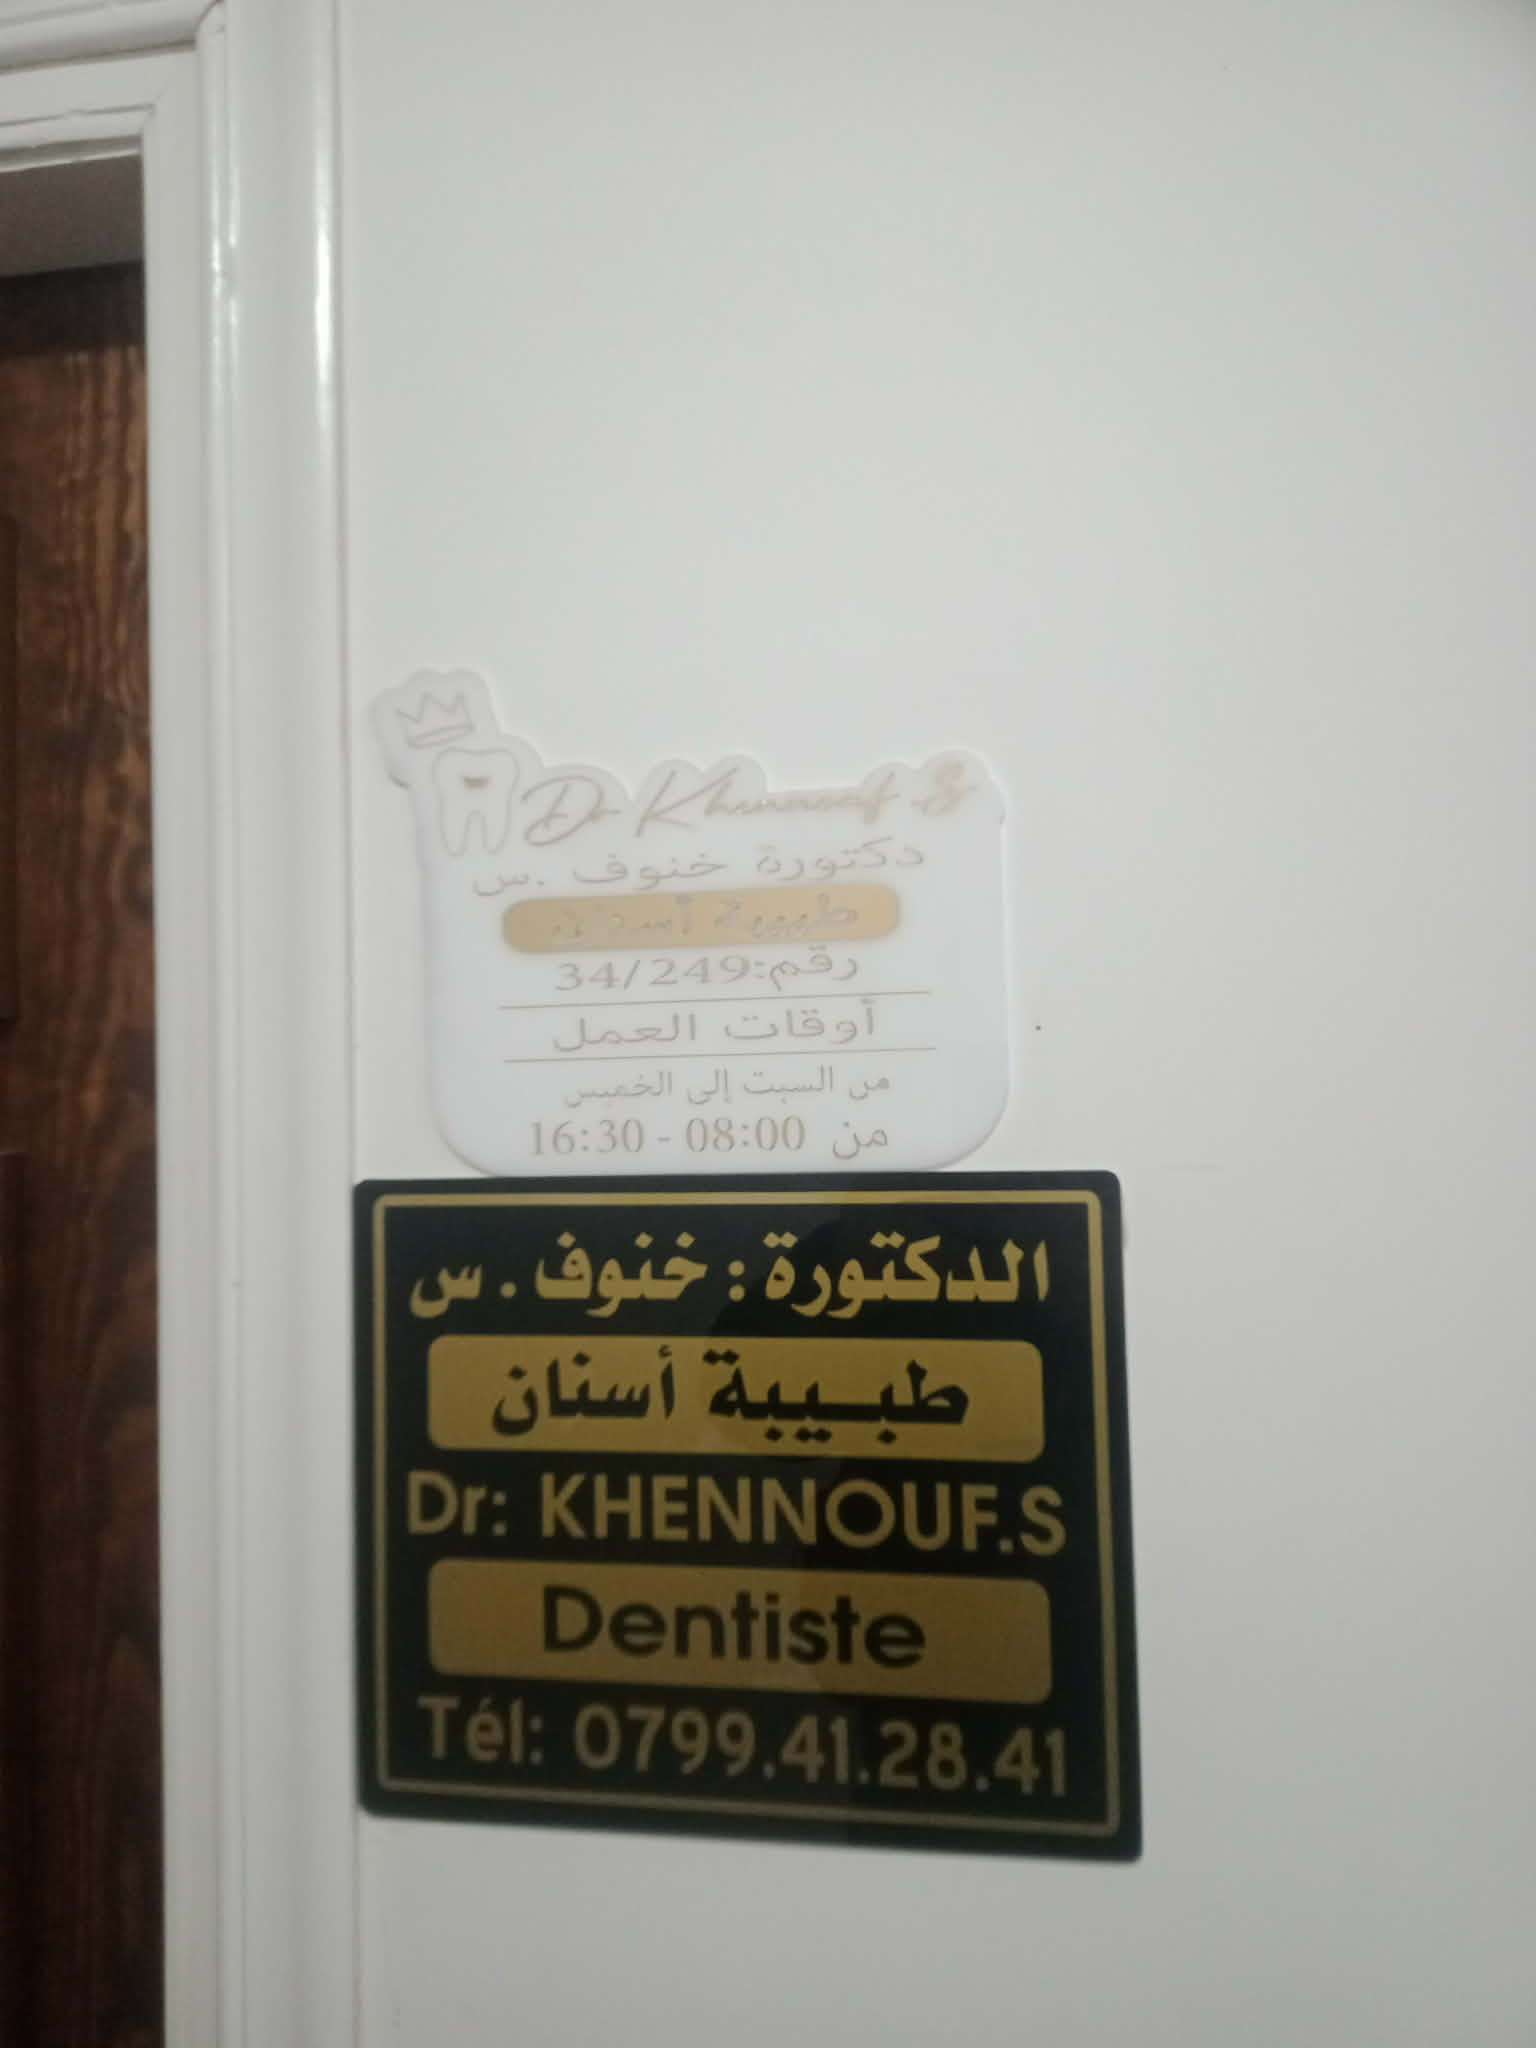 Dr Khennouf .S
دكتورة خنوف .س
طبيبة أسنان
رقم:34/249
أوقات العمل
من السبت إلى الخميس
من 08:00 - 16:30
الدكتورة : خنوف . س
طبيبة أسنان
Dr: KHENNOUF.S
Dentiste
Tél: 0799.41.28.41